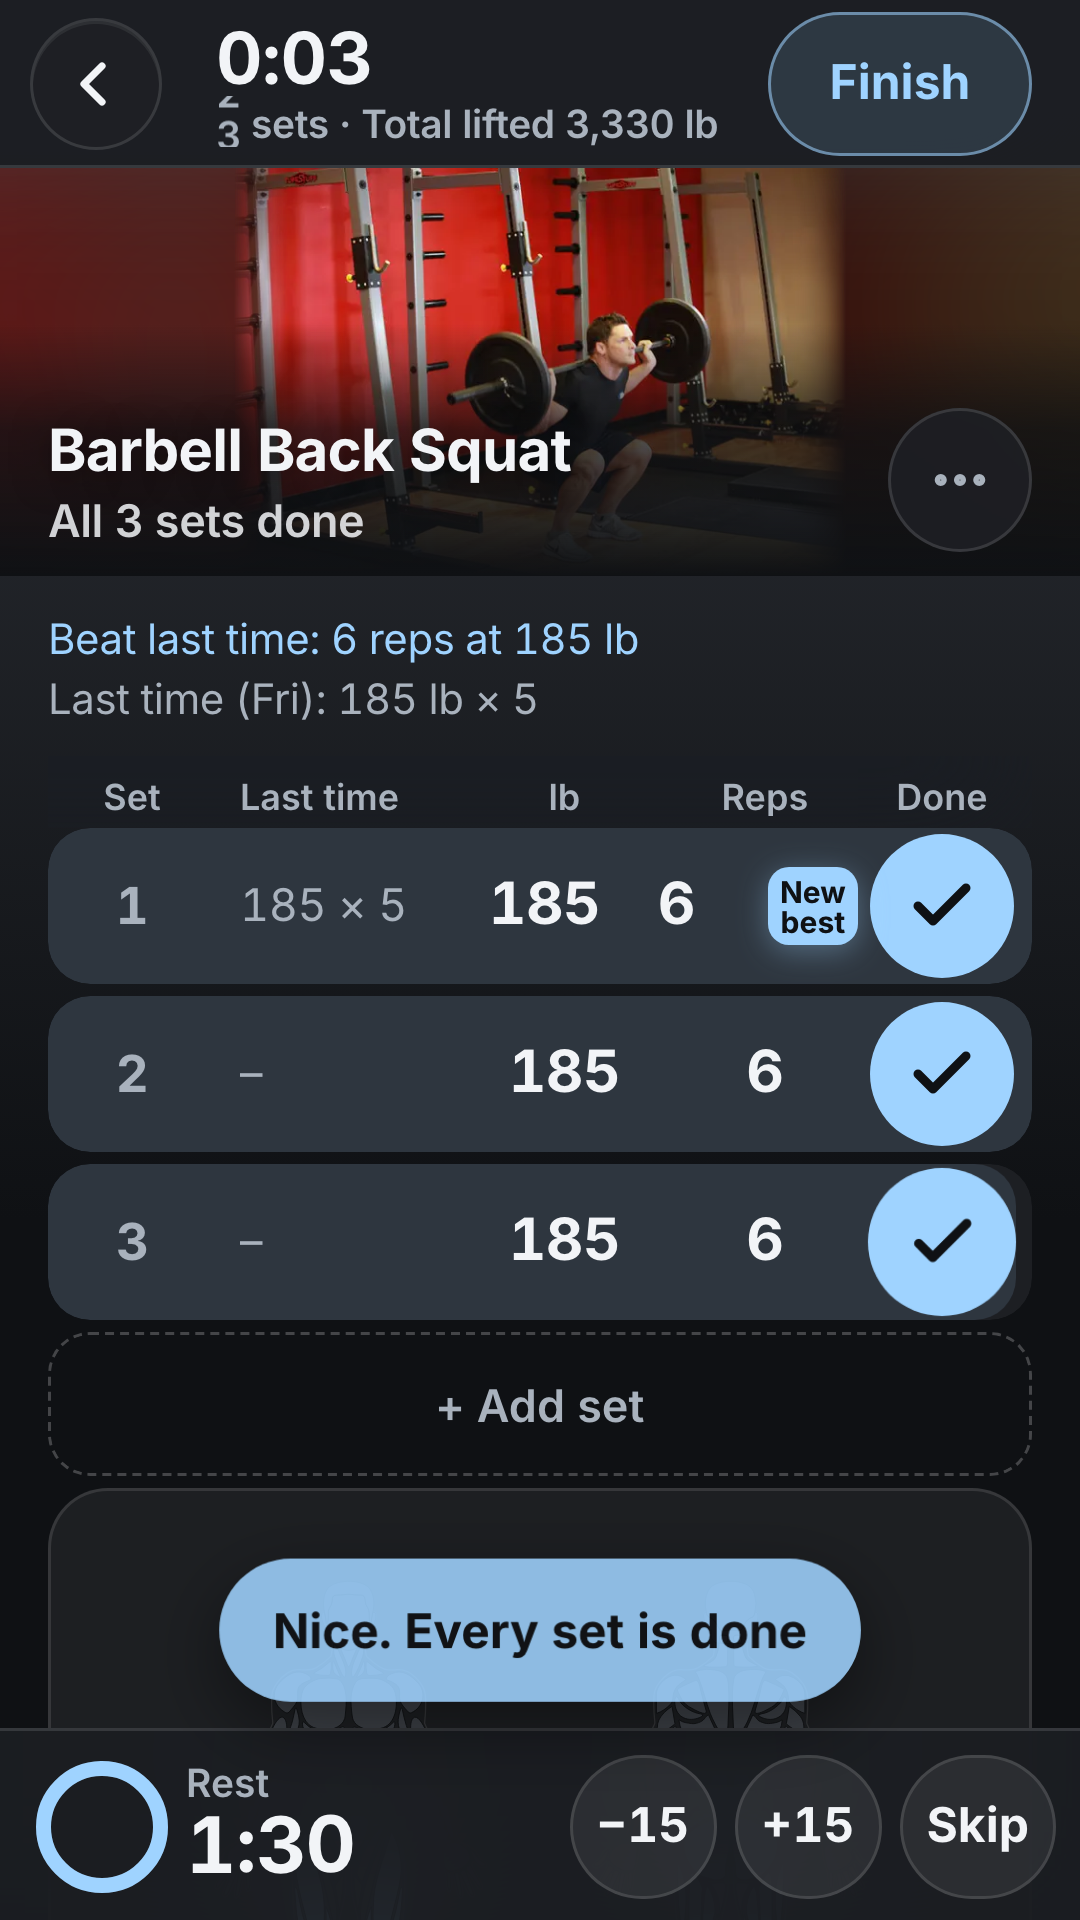 0:03
Finish
3 sets · Total lifted 3,330 lb
Barbell Back Squat
All 3 sets done
Beat last time: 6 reps at 185 lb
Last time (Fri): 185 lb × 5
Set Last time lb Reps Done
1 185 × 5 185 6 New best
2 – 185 6
3 – 185 6
+ Add set
Nice. Every set is done
Rest
1:30
−15 +15 Skip